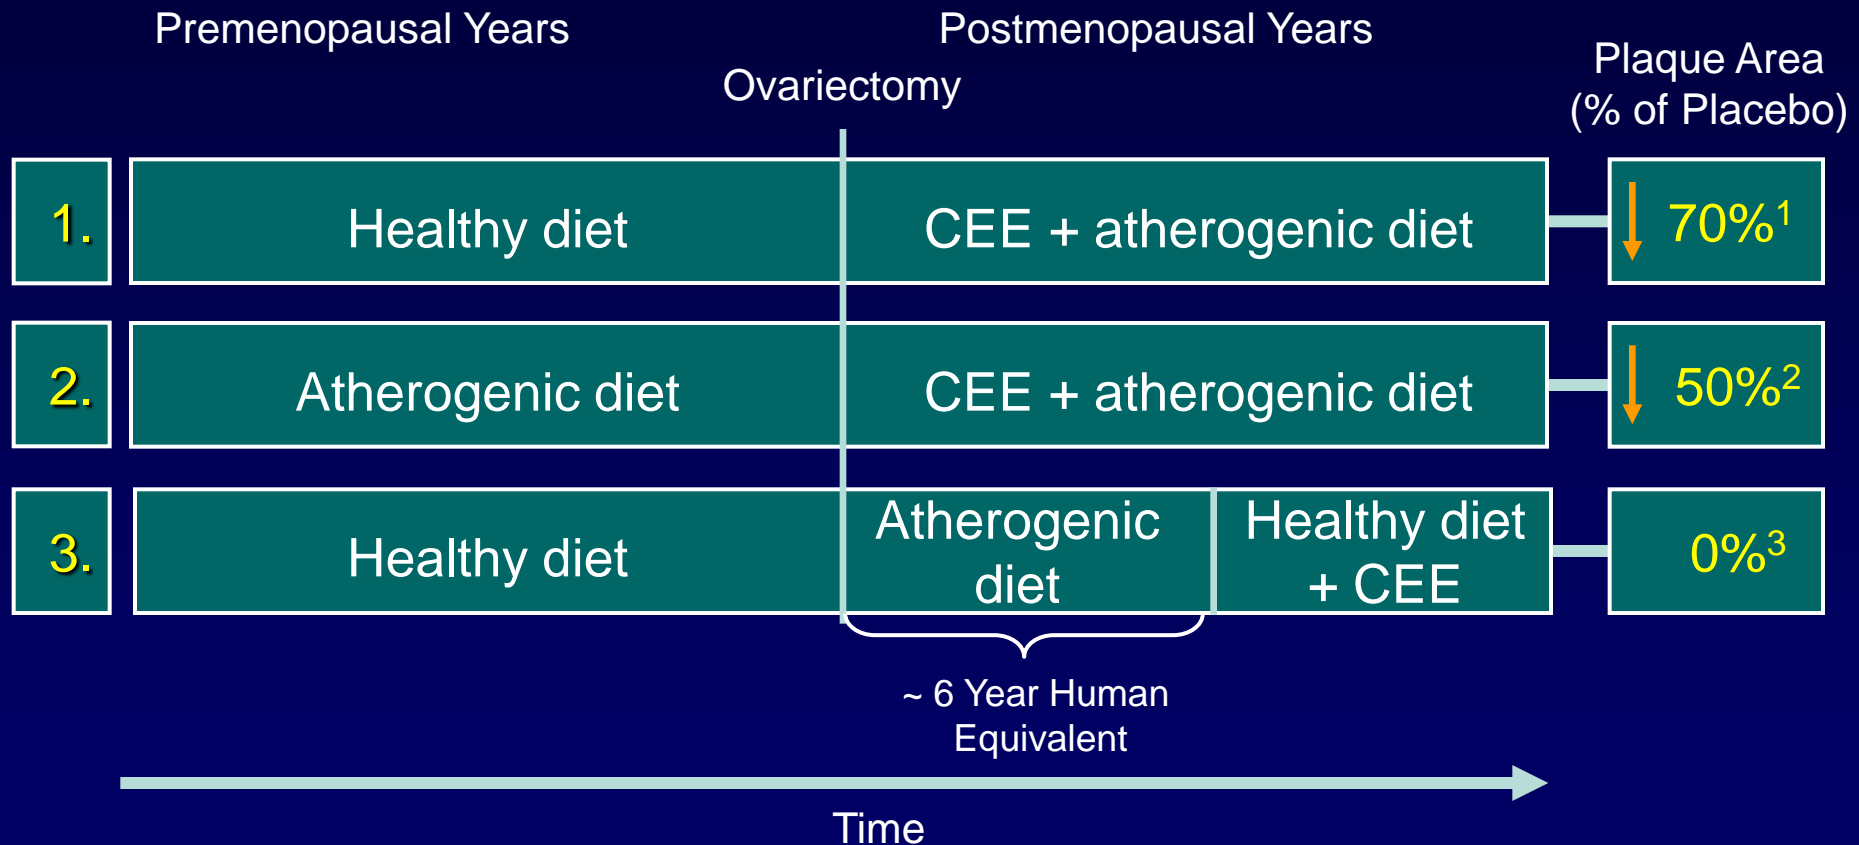 Premenopausal Years
Postmenopausal Years
Ovariectomy
Plaque Area
(% of Placebo)
1.
Healthy diet
CEE + atherogenic diet
70%1
2.
Atherogenic diet
CEE + atherogenic diet
50%2
3.
Healthy diet
Atherogenic
diet
Healthy diet
+ CEE
0%3
~ 6 Year Human
Equivalent
Time